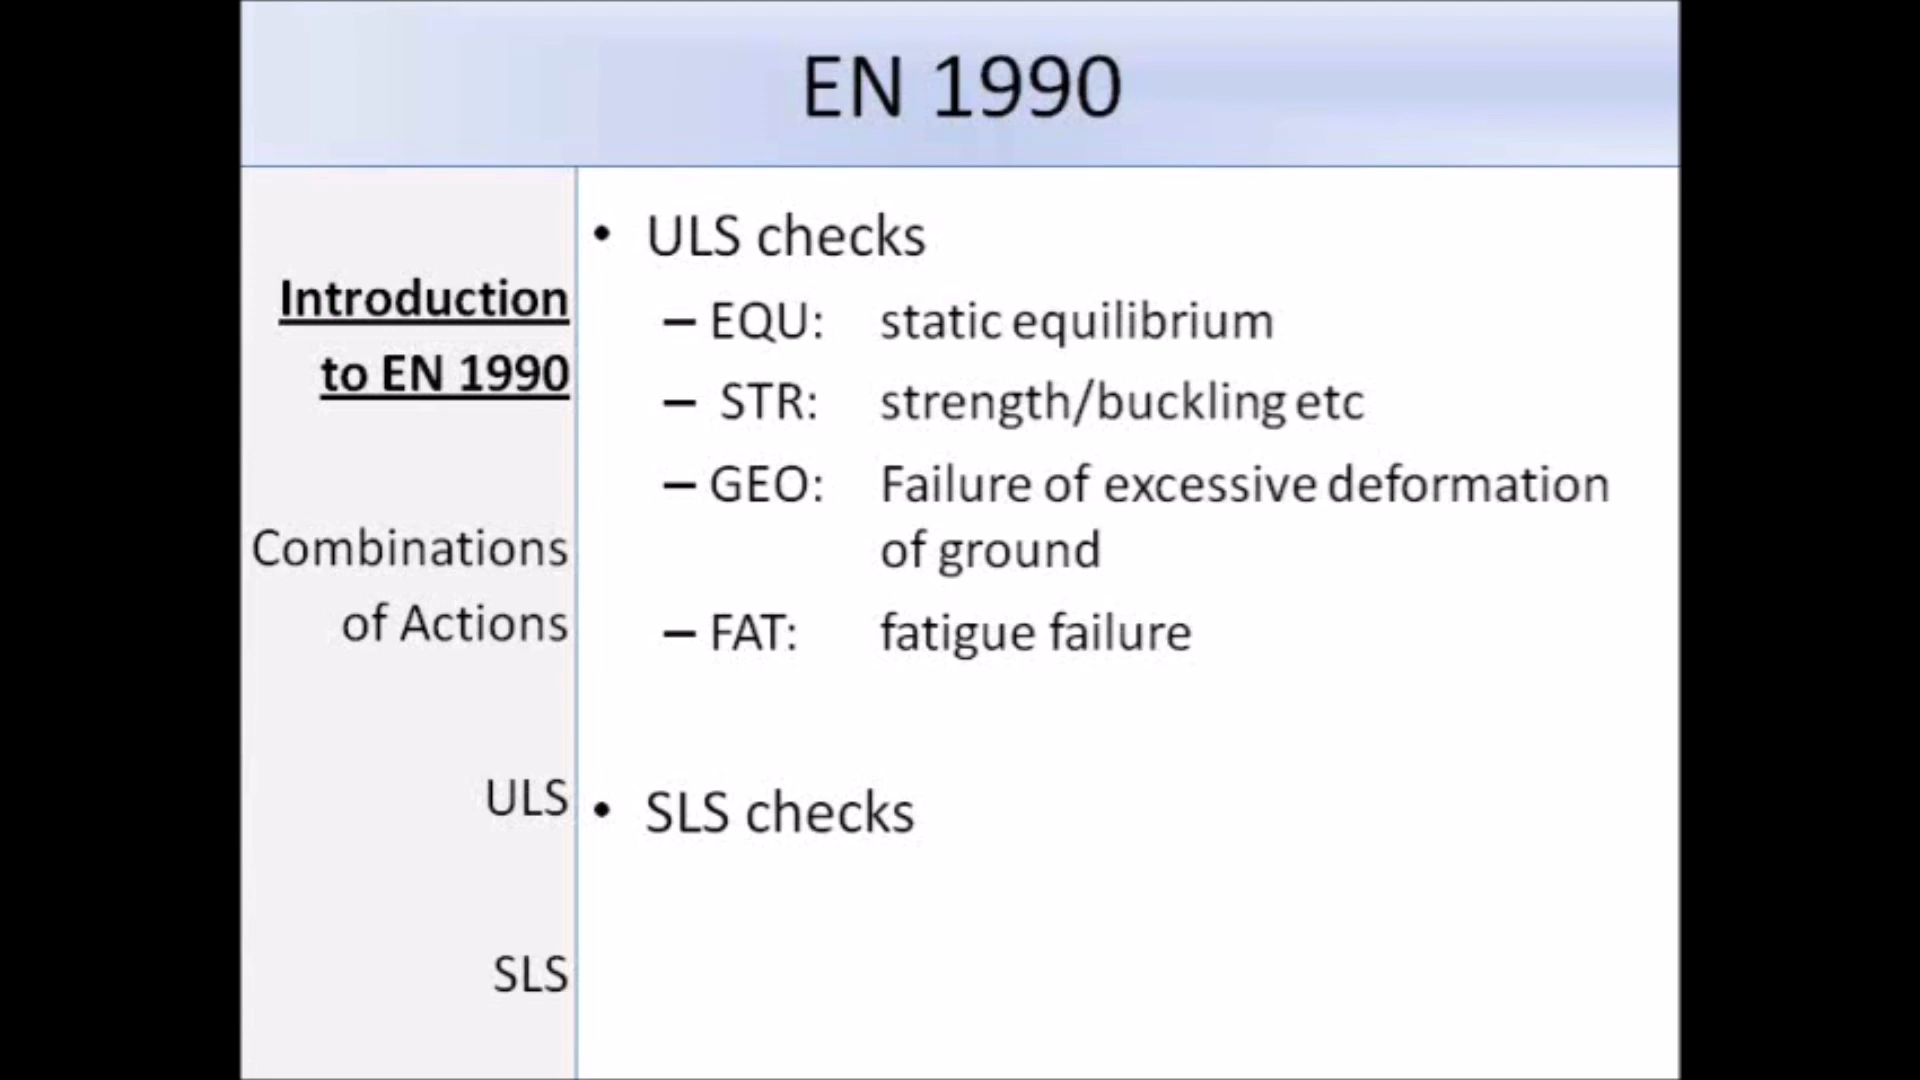 EN 1990
Introduction
to EN 1990
Combinations
of Actions
ULS
SLS
• ULS checks
– EQU: static equilibrium
– STR: strength/buckling etc
– GEO: Failure of excessive deformation
of ground
– FAT: fatigue failure
• SLS checks